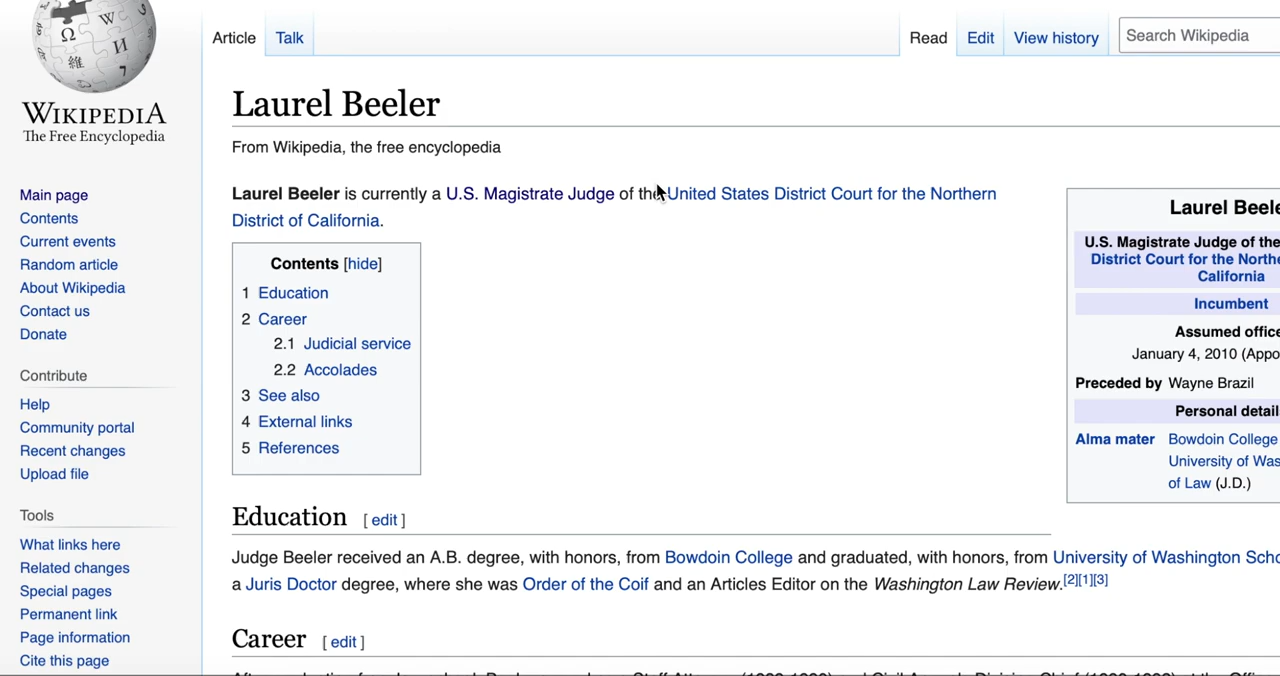 Article Talk Read Edit View history Search Wikipedia
WIKIPEDIA
The Free Encyclopedia
Main page
Contents
Current events
Random article
About Wikipedia
Contact us
Donate
Contribute
Help
Community portal
Recent changes
Upload file
Tools
What links here
Related changes
Special pages
Permanent link
Page information
Cite this page
Laurel Beeler
From Wikipedia, the free encyclopedia
Laurel Beeler is currently a U.S. Magistrate Judge of the United States District Court for the Northern
District of California.
Contents [hide]
1 Education
2 Career
2.1 Judicial service
2.2 Accolades
3 See also
4 External links
5 References
Laurel
U.S. Magistrate Judge of the
District Court for the
California
Incumbent
Assumed office
January 4, 2010
Preceded by Wayne Brazil
Personal
Alma mater Bowdoin College
University of
of Law (J.D.)
Education [ edit ]
Judge Beeler received an A.B. degree, with honors, from Bowdoin College and graduated, with honors, from University of Washington
a Juris Doctor degree, where she was Order of the Coif and an Articles Editor on the Washington Law Review.[2][1][3]
Career [ edit ]